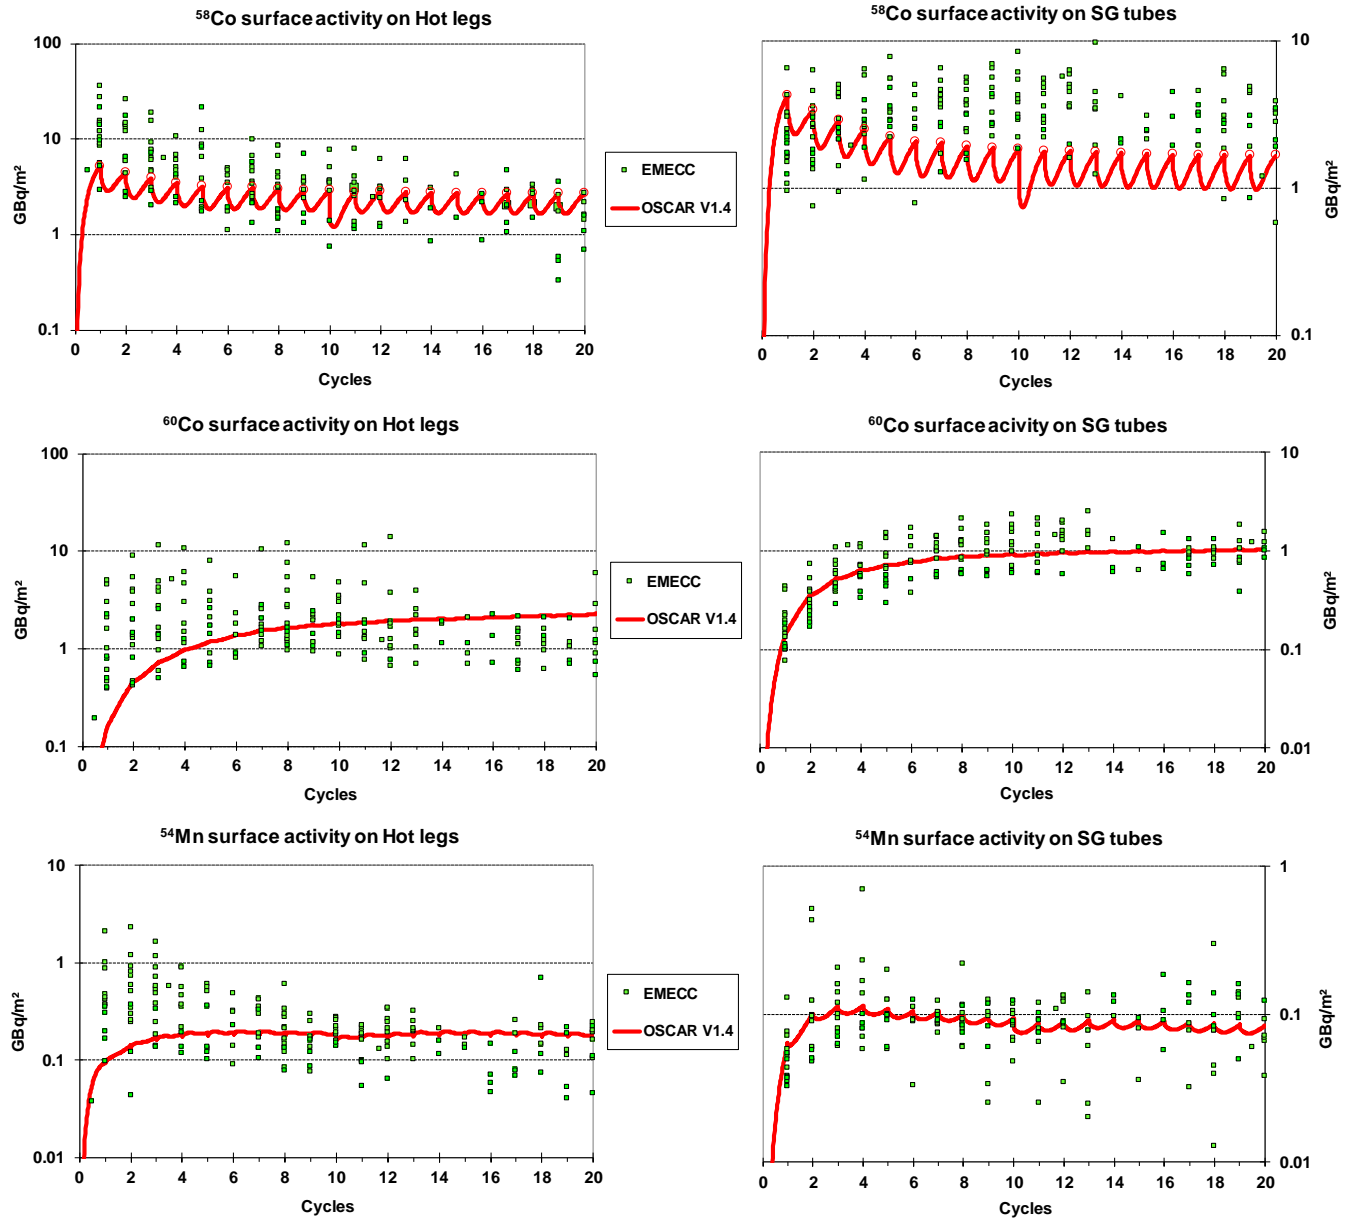 ⁵⁸Co surface activity on Hot legs
100
10
1
0.1
GBq/m²
0 2 4 6 8 10 12 14 16 18 20
Cycles
EMECC
OSCAR V1.4
⁵⁸Co surface activity on SG tubes
10
1
0.1
GBq/m²
0 2 4 6 8 10 12 14 16 18 20
Cycles
⁶⁰Co surface activity on Hot legs
100
10
1
0.1
GBq/m²
0 2 4 6 8 10 12 14 16 18 20
Cycles
EMECC
OSCAR V1.4
⁶⁰Co surface acivity on SG tubes
10
1
0.1
0.01
GBq/m²
0 2 4 6 8 10 12 14 16 18 20
Cycles
⁵⁴Mn surface activity on Hot legs
10
1
0.1
0.01
GBq/m²
0 2 4 6 8 10 12 14 16 18 20
Cycles
EMECC
OSCAR V1.4
⁵⁴Mn surface activity on SG tubes
1
0.1
0.01
GBq/m²
0 2 4 6 8 10 12 14 16 18 20
Cycles